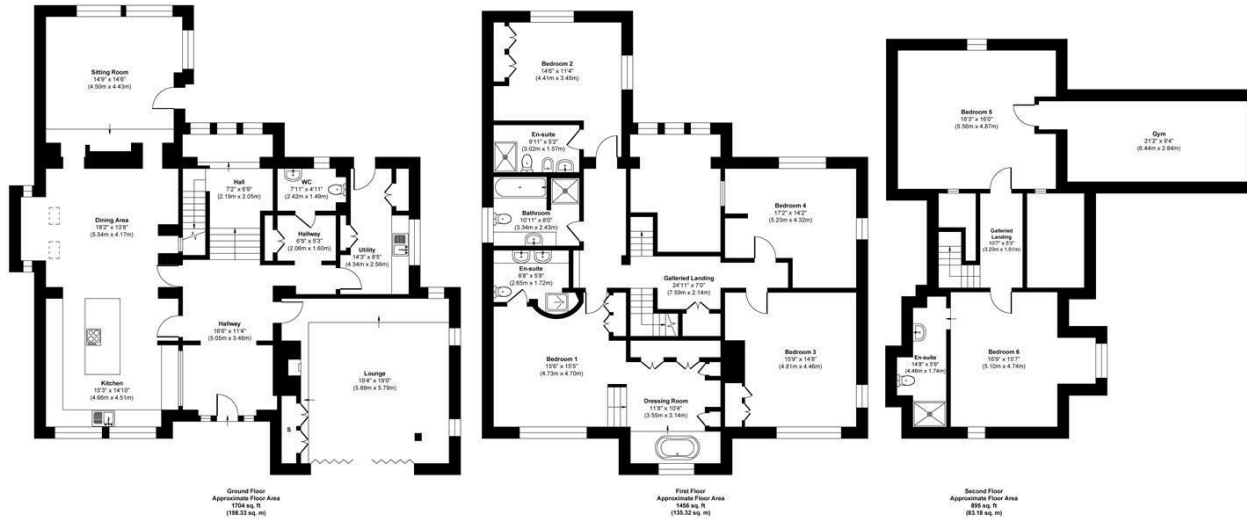 Sitting Room
14'9" x 14'6"
(4.50m x 4.43m)
Hall
7'2" x 6'9"
(2.19m x 2.05m)
WC
7'11" x 4'11"
(2.42m x 1.49m)
Dining Area
18'2" x 13'8"
(5.54m x 4.17m)
Hallway
6'9" x 5'3"
(2.06m x 1.60m)
Utility
14'3" x 8'5"
(4.34m x 2.56m)
Hallway
16'6" x 11'4"
(5.05m x 3.46m)
Kitchen
15'3" x 14'10"
(4.66m x 4.51m)
Lounge
19'4" x 19'0"
(5.89m x 5.79m)
S
Ground Floor
Approximate Floor Area
1704 sq. ft
(158.33 sq. m)
Bedroom 2
14'6" x 11'4"
(4.41m x 3.45m)
En-suite
9'11" x 5'2"
(3.02m x 1.57m)
Bathroom
10'11" x 8'0"
(3.34m x 2.43m)
En-suite
8'8" x 5'8"
(2.65m x 1.72m)
Bedroom 4
17'2" x 14'2"
(5.23m x 4.32m)
Galleried Landing
24'11" x 7'0"
(7.59m x 2.14m)
Bedroom 1
15'6" x 15'5"
(4.73m x 4.70m)
Dressing Room
11'8" x 10'4"
(3.55m x 3.14m)
Bedroom 3
15'9" x 14'8"
(4.81m x 4.46m)
First Floor
Approximate Floor Area
1456 sq. ft
(135.32 sq. m)
Bedroom 5
18'3" x 16'0"
(5.56m x 4.87m)
Gym
21'2" x 9'4"
(6.44m x 2.84m)
Galleried
Landing
10'7" x 5'3"
(3.23m x 1.61m)
En-suite
14'8" x 5'9"
(4.46m x 1.74m)
Bedroom 6
16'9" x 15'7"
(5.10m x 4.74m)
Second Floor
Approximate Floor Area
895 sq. ft
(83.18 sq. m)